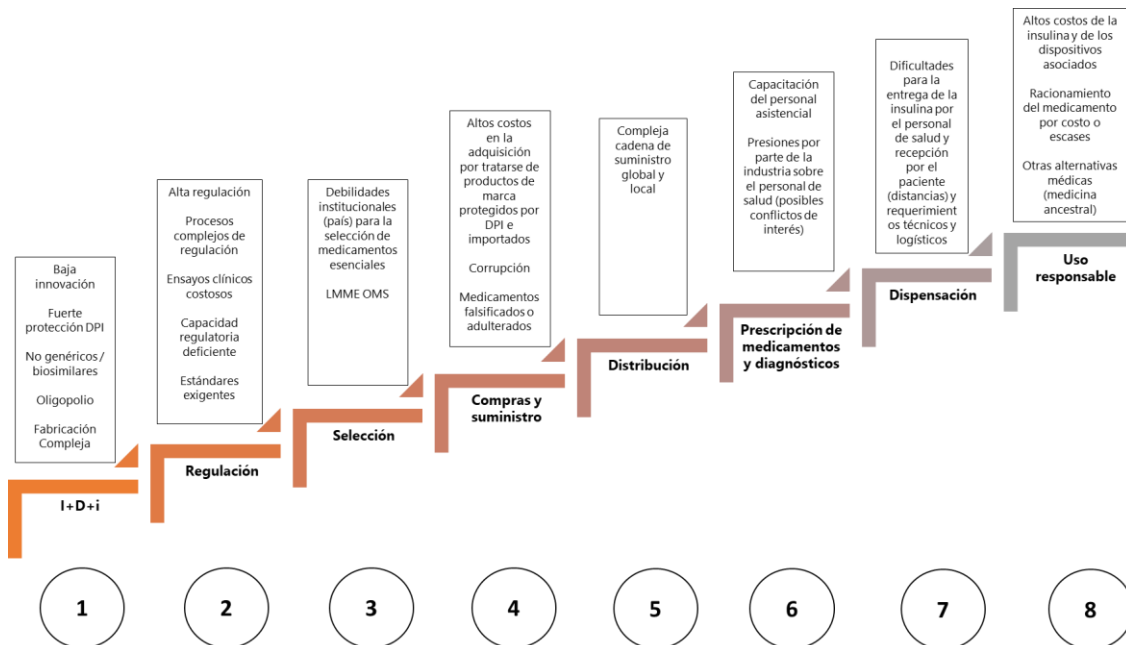 Baja
innovación
Fuerte
protección DPI
No genéricos /
biosimilares
Oligopolio
Fabricación
Compleja
I+D+i
Alta regulación
Procesos
complejos de
regulación
Ensayos clínicos
costosos
Capacidad
regulatoria
deficiente
Estándares
exigentes
Regulación
Debilidades
institucionales
(país) para la
selección de
medicamentos
esenciales
LMME OMS
Selección
Altos costos
en la
adquisición
por tratarse de
productos de
marca
protegidos por
DPI e
importados
Corrupción
Medicamentos
falsificados o
adulterados
Compras y
suministro
Compleja
cadena de
suministro
global y
local
Distribución
Capacitación
del personal
asistencial
Presiones por
parte de la
industria sobre
el personal de
salud (posibles
conflictos de
interés)
Prescripción de
medicamentos
y diagnósticos
Dificultades
para la
entrega de la
insulina por
el personal
de salud y
recepción
por el
paciente
(distancias) y
requerimient
os técnicos y
logísticos
Dispensación
Altos costos de la
insulina y de los
dispositivos
asociados
Racionamiento
del medicamento
por costo o
escases
Otras alternativas
médicas
(medicina
ancestral)
Uso
responsable
1
2
3
4
5
6
7
8